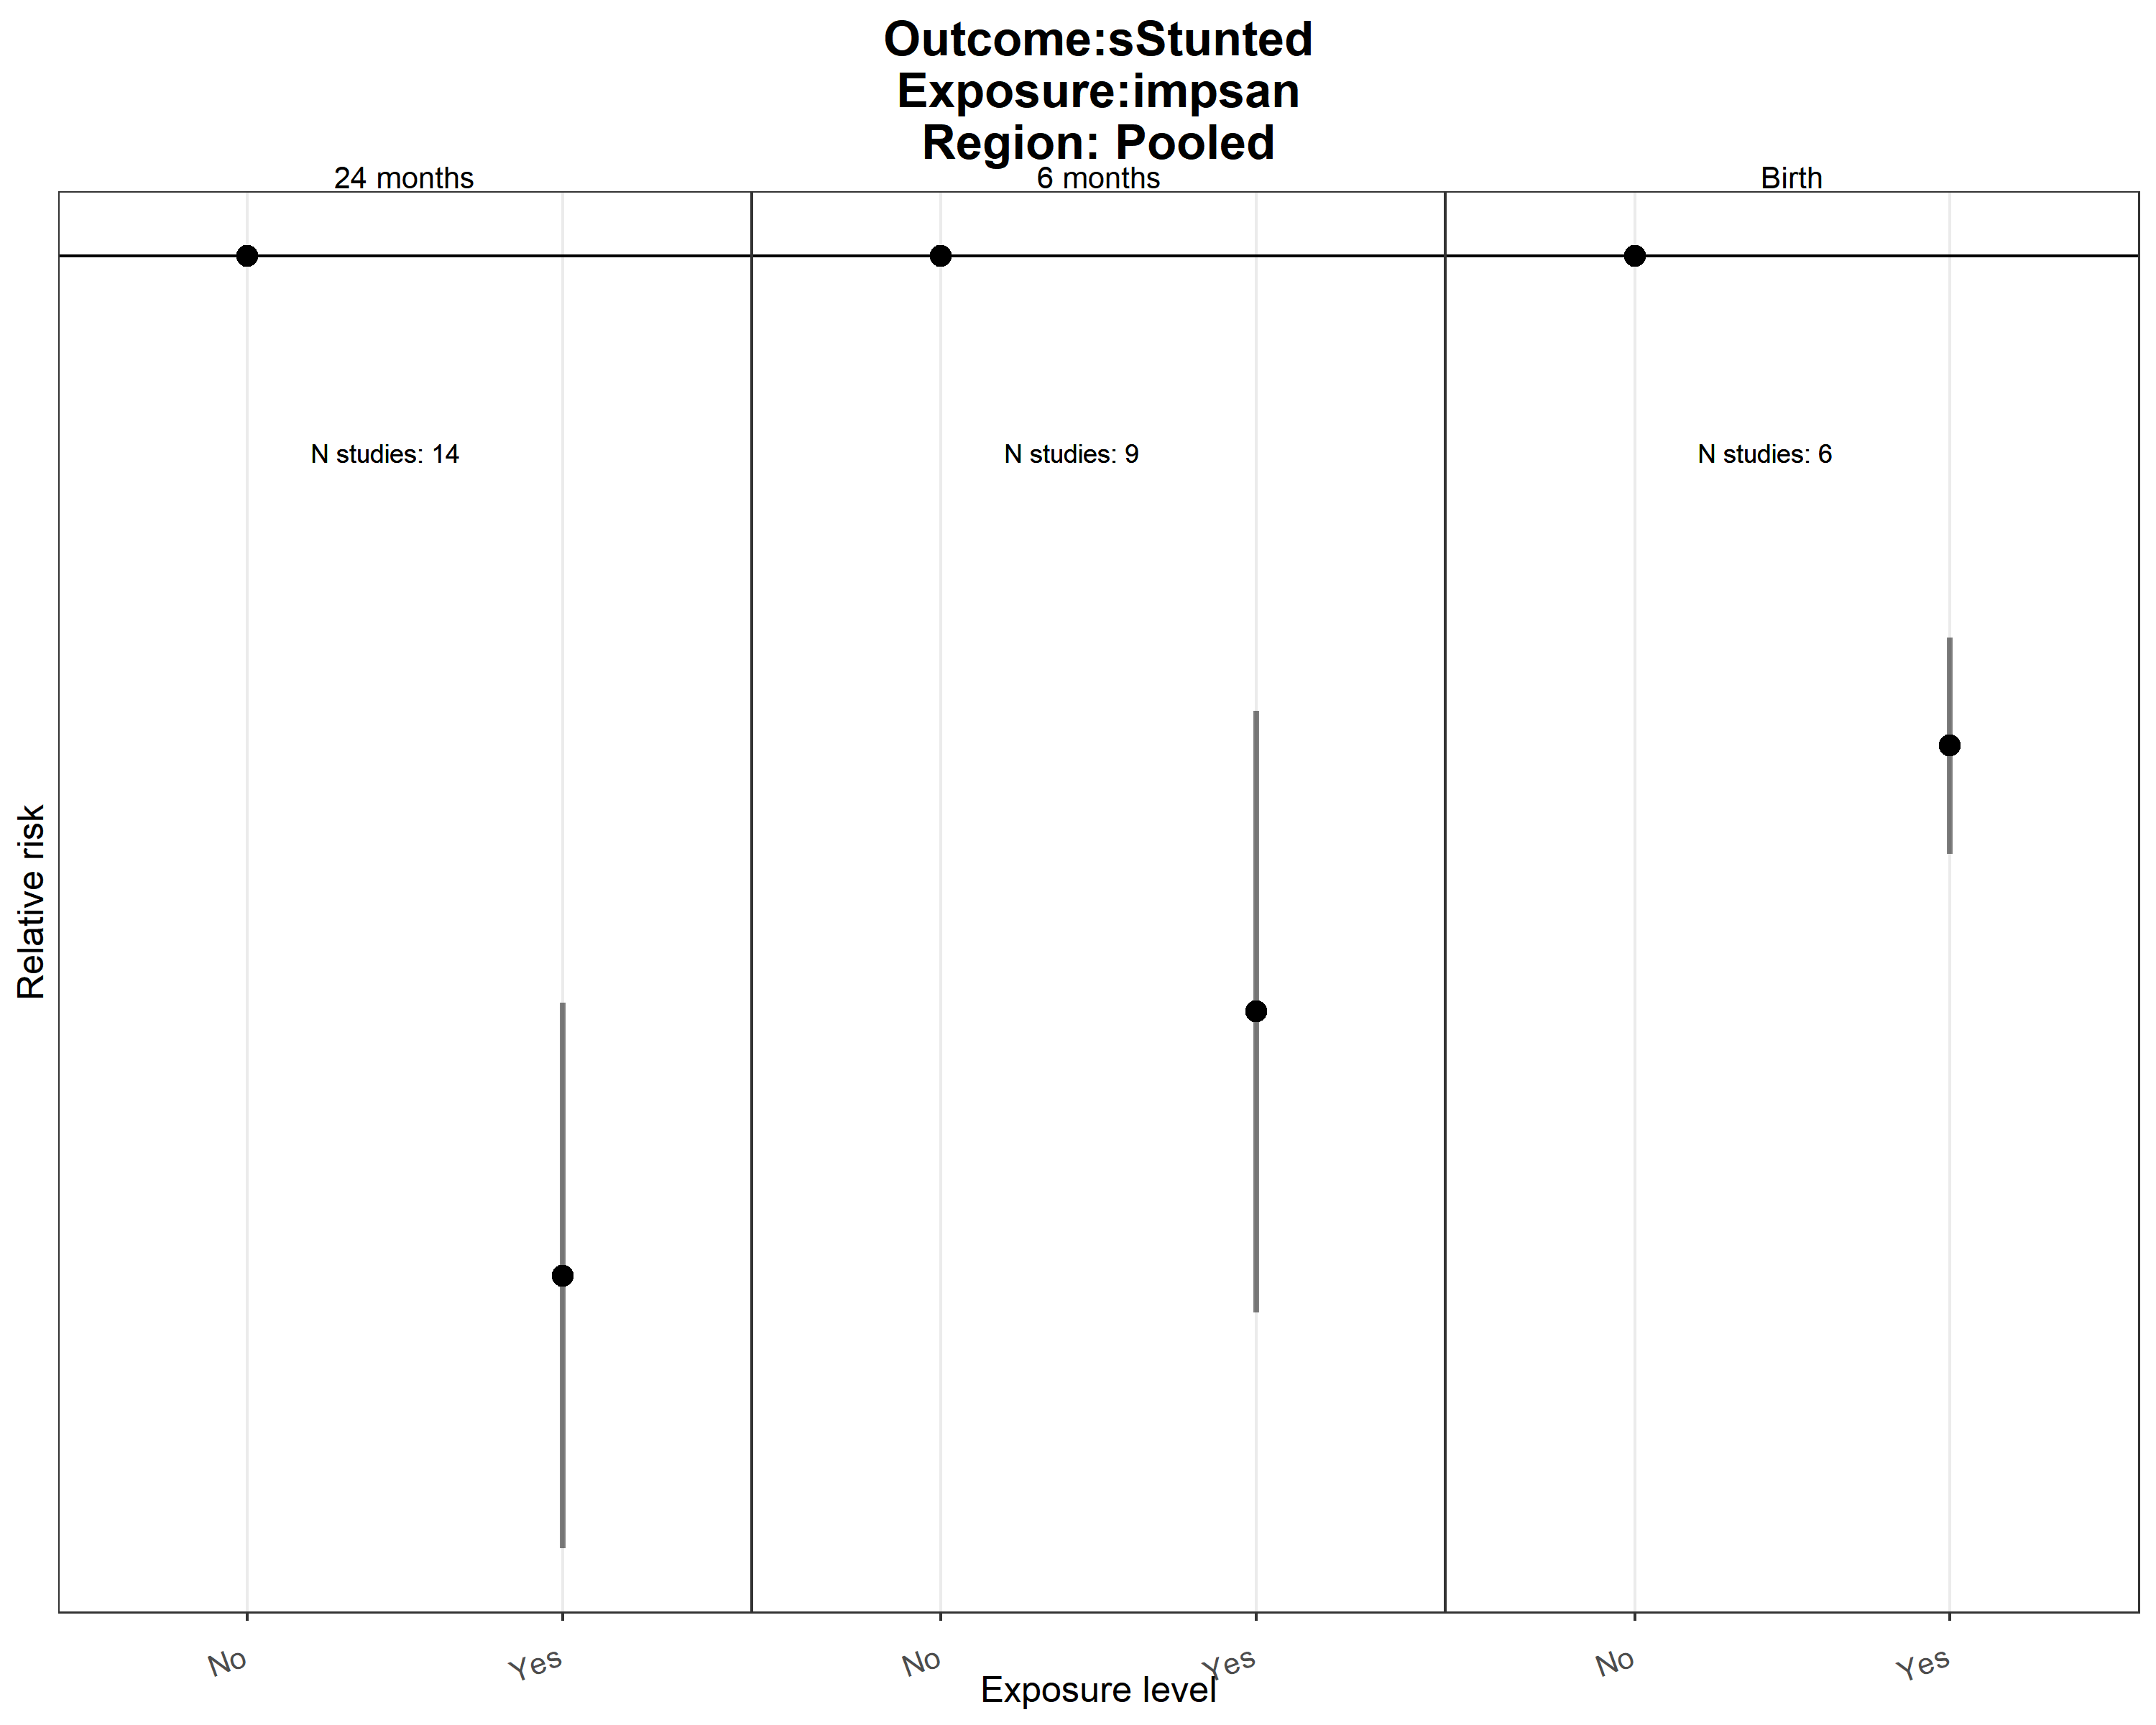 Outcome:sStunted
Exposure:impsan
Region: Pooled
24 months
6 months
Birth
N studies: 14
N studies: 9
N studies: 6
Relative risk
No
Yes
No
Yes
No
Yes
Exposure level